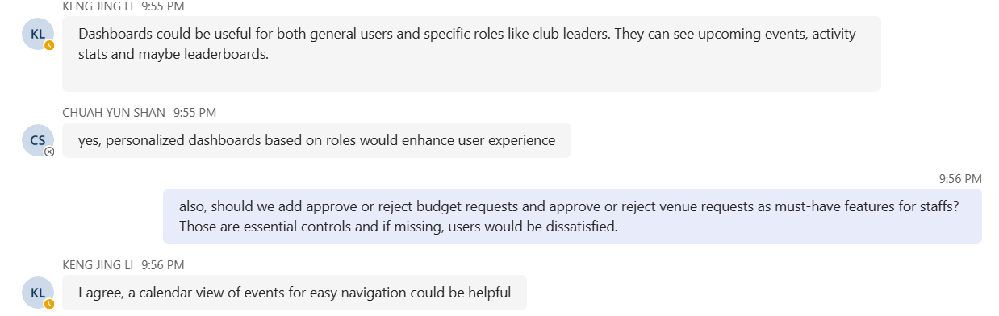 KENG JING LI 9:55 PM
KL
Dashboards could be useful for both general users and specific roles like club leaders. They can see upcoming events, activity
stats and maybe leaderboards.
CHUAH YUN SHAN 9:55 PM
CS
yes, personalized dashboards based on roles would enhance user experience
9:56 PM
also, should we add approve or reject budget requests and approve or reject venue requests as must-have features for staffs?
Those are essential controls and if missing, users would be dissatisfied.
KENG JING LI 9:56 PM
KL
I agree, a calendar view of events for easy navigation could be helpful